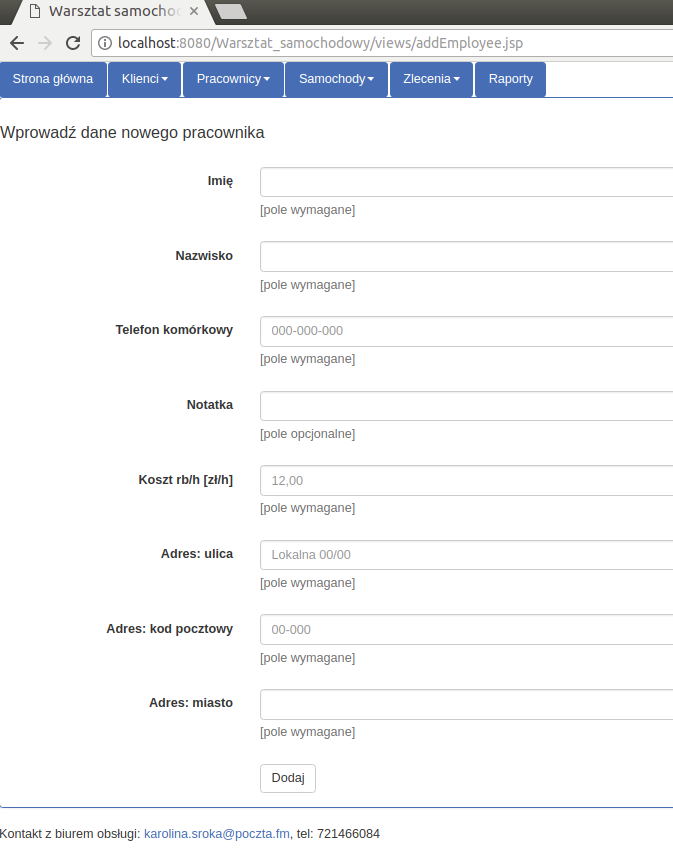 Warsztat samochod
localhost:8080/Warsztat_samochodowy/views/addEmployee.jsp
Strona główna Klienci Pracownicy Samochody Zlecenia Raporty
Wprowadź dane nowego pracownika
Imię
[pole wymagane]
Nazwisko
[pole wymagane]
Telefon komórkowy 000-000-000
[pole wymagane]
Notatka
[pole opcjonalne]
Koszt rb/h [zł/h] 12,00
[pole wymagane]
Adres: ulica Lokalna 00/00
[pole wymagane]
Adres: kod pocztowy 00-000
[pole wymagane]
Adres: miasto
[pole wymagane]
Dodaj
Kontakt z biurem obsługi: karolina.sroka@poczta.fm, tel: 721466084